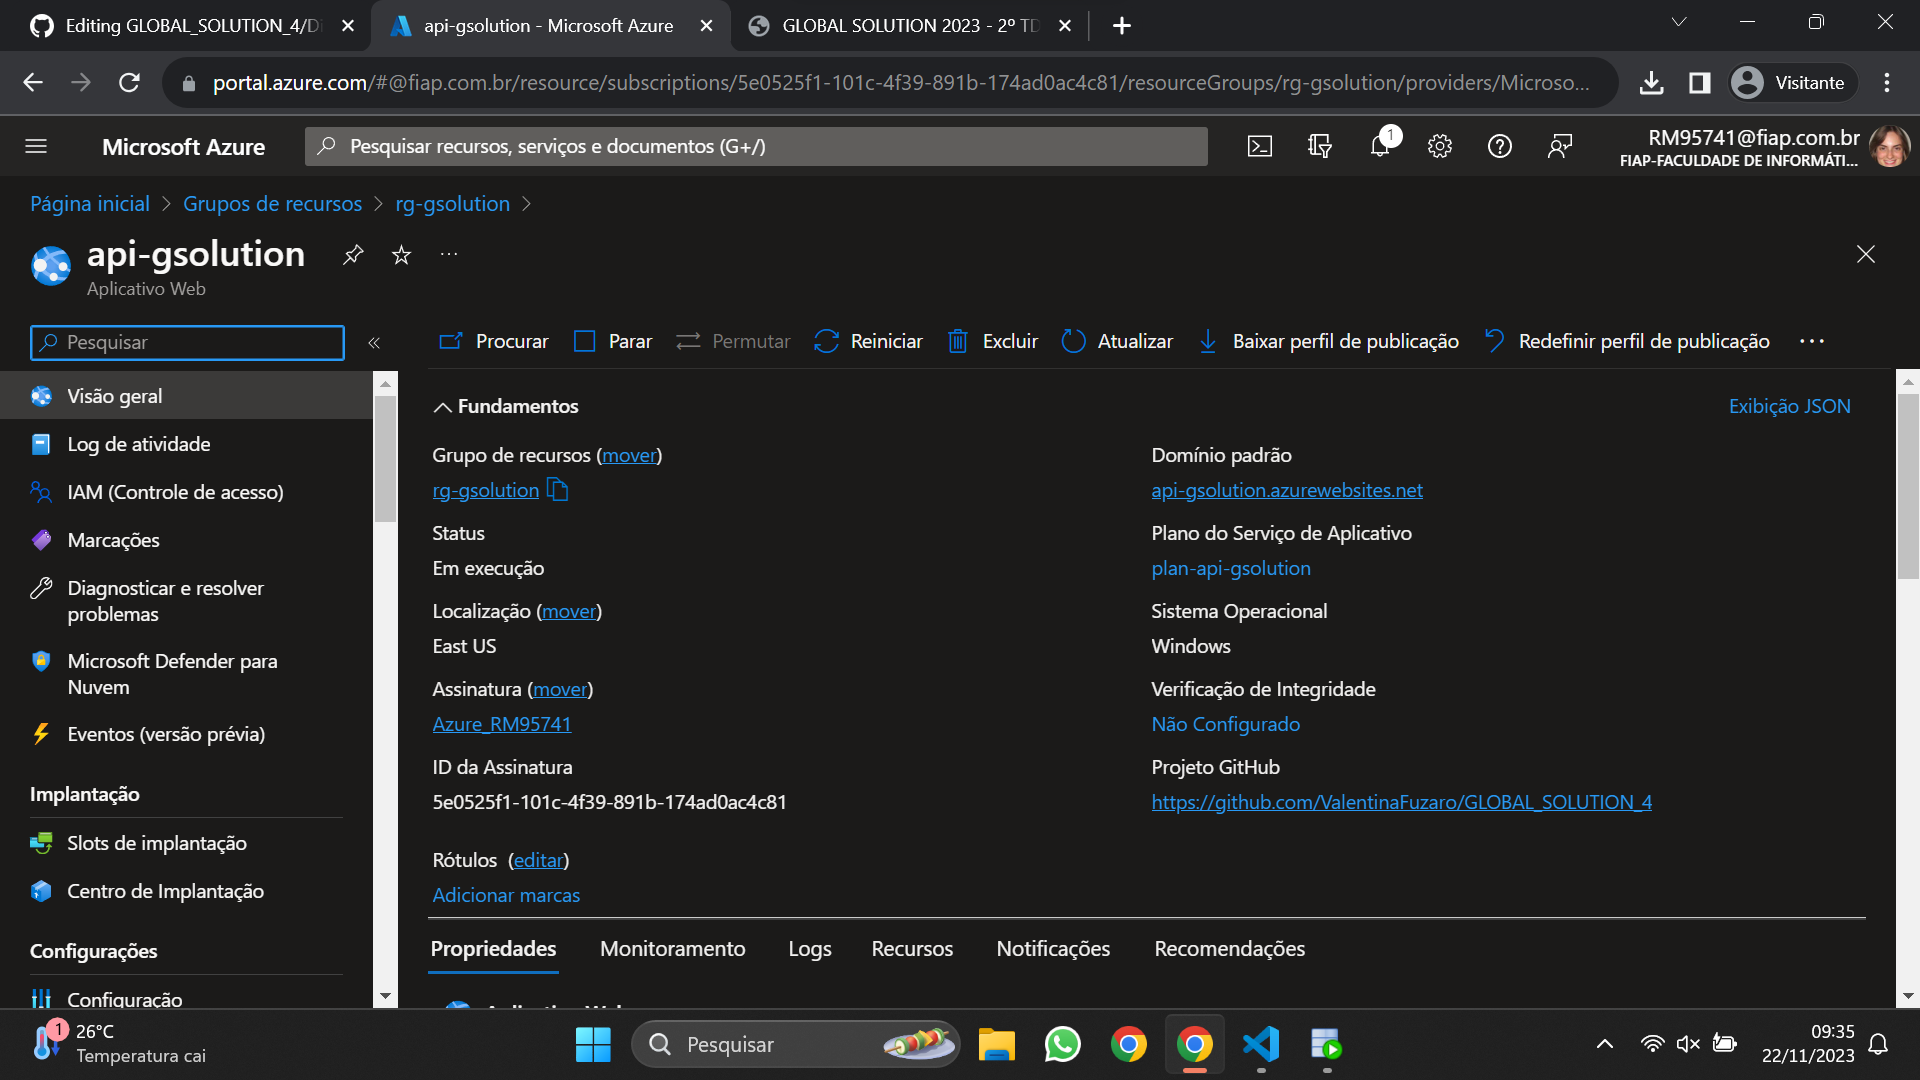 Editing GLOBAL_SOLUTION_4/Di
api-gsolution - Microsoft Azure
GLOBAL SOLUTION 2023 - 2º TD
portal.azure.com/#@fiap.com.br/resource/subscriptions/5e0525f1-101c-4f39-891b-174ad0ac4c81/resourceGroups/rg-gsolution/providers/Microso...
Visitante
Microsoft Azure
Pesquisar recursos, serviços e documentos (G+/)
1
RM95741@fiap.com.br
FIAP-FACULDADE DE INFORMÁTI...
Página inicial > Grupos de recursos > rg-gsolution >
api-gsolution
Aplicativo Web
Pesquisar
Procurar
Parar
Permutar
Reiniciar
Excluir
Atualizar
Baixar perfil de publicação
Redefinir perfil de publicação
Visão geral
Log de atividade
IAM (Controle de acesso)
Marcações
Diagnosticar e resolver
problemas
Microsoft Defender para
Nuvem
Eventos (versão prévia)
Implantação
Slots de implantação
Centro de Implantação
Configurações
Configuração
Fundamentos
Exibição JSON
Grupo de recursos (mover)
rg-gsolution
Status
Em execução
Localização (mover)
East US
Assinatura (mover)
Azure_RM95741
ID da Assinatura
5e0525f1-101c-4f39-891b-174ad0ac4c81
Domínio padrão
api-gsolution.azurewebsites.net
Plano do Serviço de Aplicativo
plan-api-gsolution
Sistema Operacional
Windows
Verificação de Integridade
Não Configurado
Projeto GitHub
https://github.com/ValentinaFuzaro/GLOBAL_SOLUTION_4
Rótulos (editar)
Adicionar marcas
Propriedades
Monitoramento
Logs
Recursos
Notificações
Recomendações
Aplicativo Web
1
26°C
Temperatura cai
Pesquisar
09:35
22/11/2023